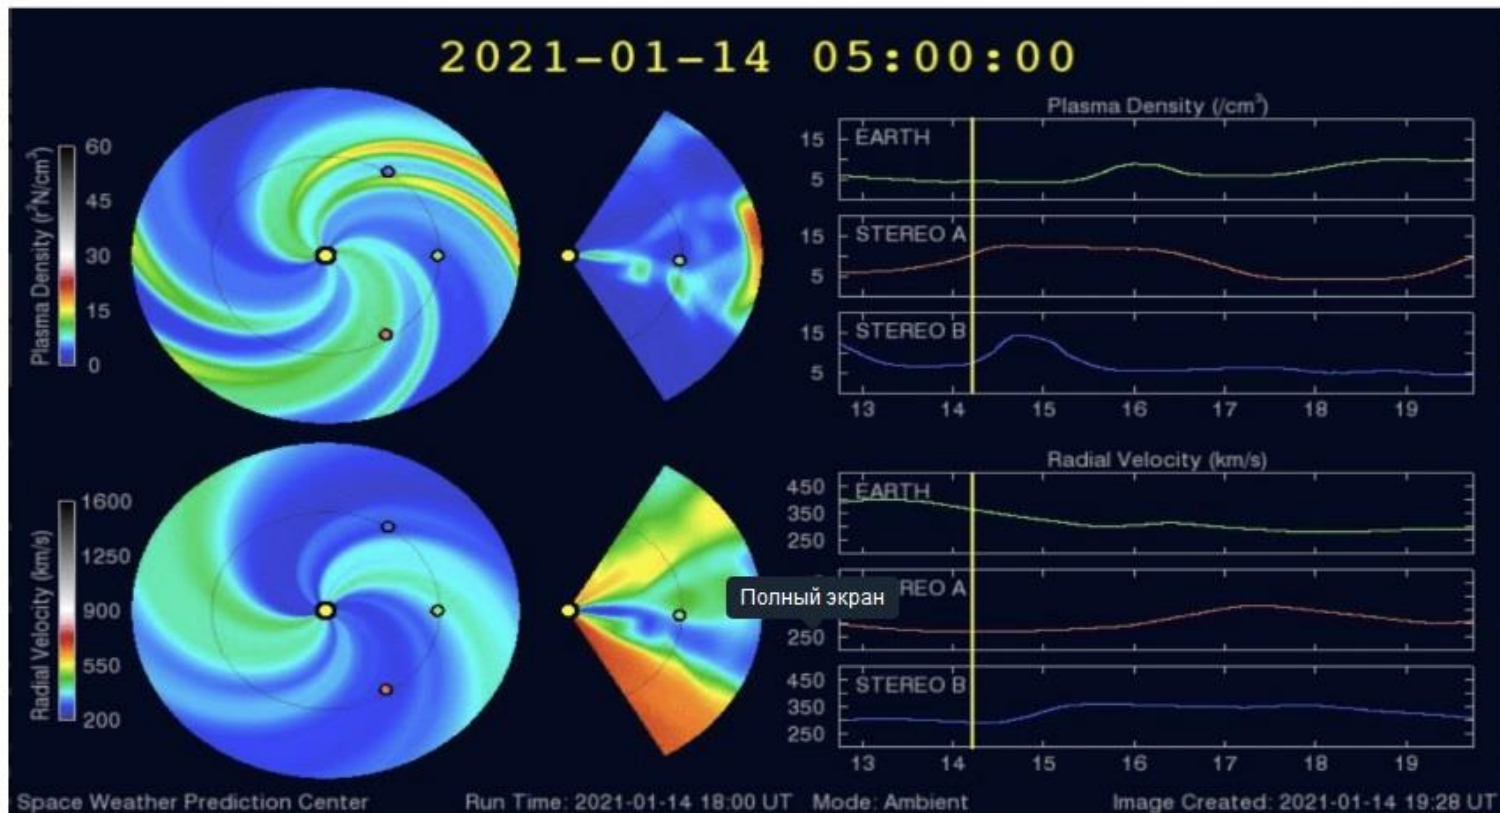 2021-01-14 05:00:00
Plasma Density (r²N/cm³)
60
45
30
15
0
Plasma Density (/cm³)
EARTH
15
5
STEREO A
15
5
STEREO B
15
5
13 14 15 16 17 18 19
Radial Velocity (km/s)
1600
1250
900
550
200
Radial Velocity (km/s)
EARTH
450
350
250
REO A
Полный экран
250
STEREO B
450
350
250
13 14 15 16 17 18 19
Space Weather Prediction Center Run Time: 2021-01-14 18:00 UT Mode: Ambient Image Created: 2021-01-14 19:28 UT